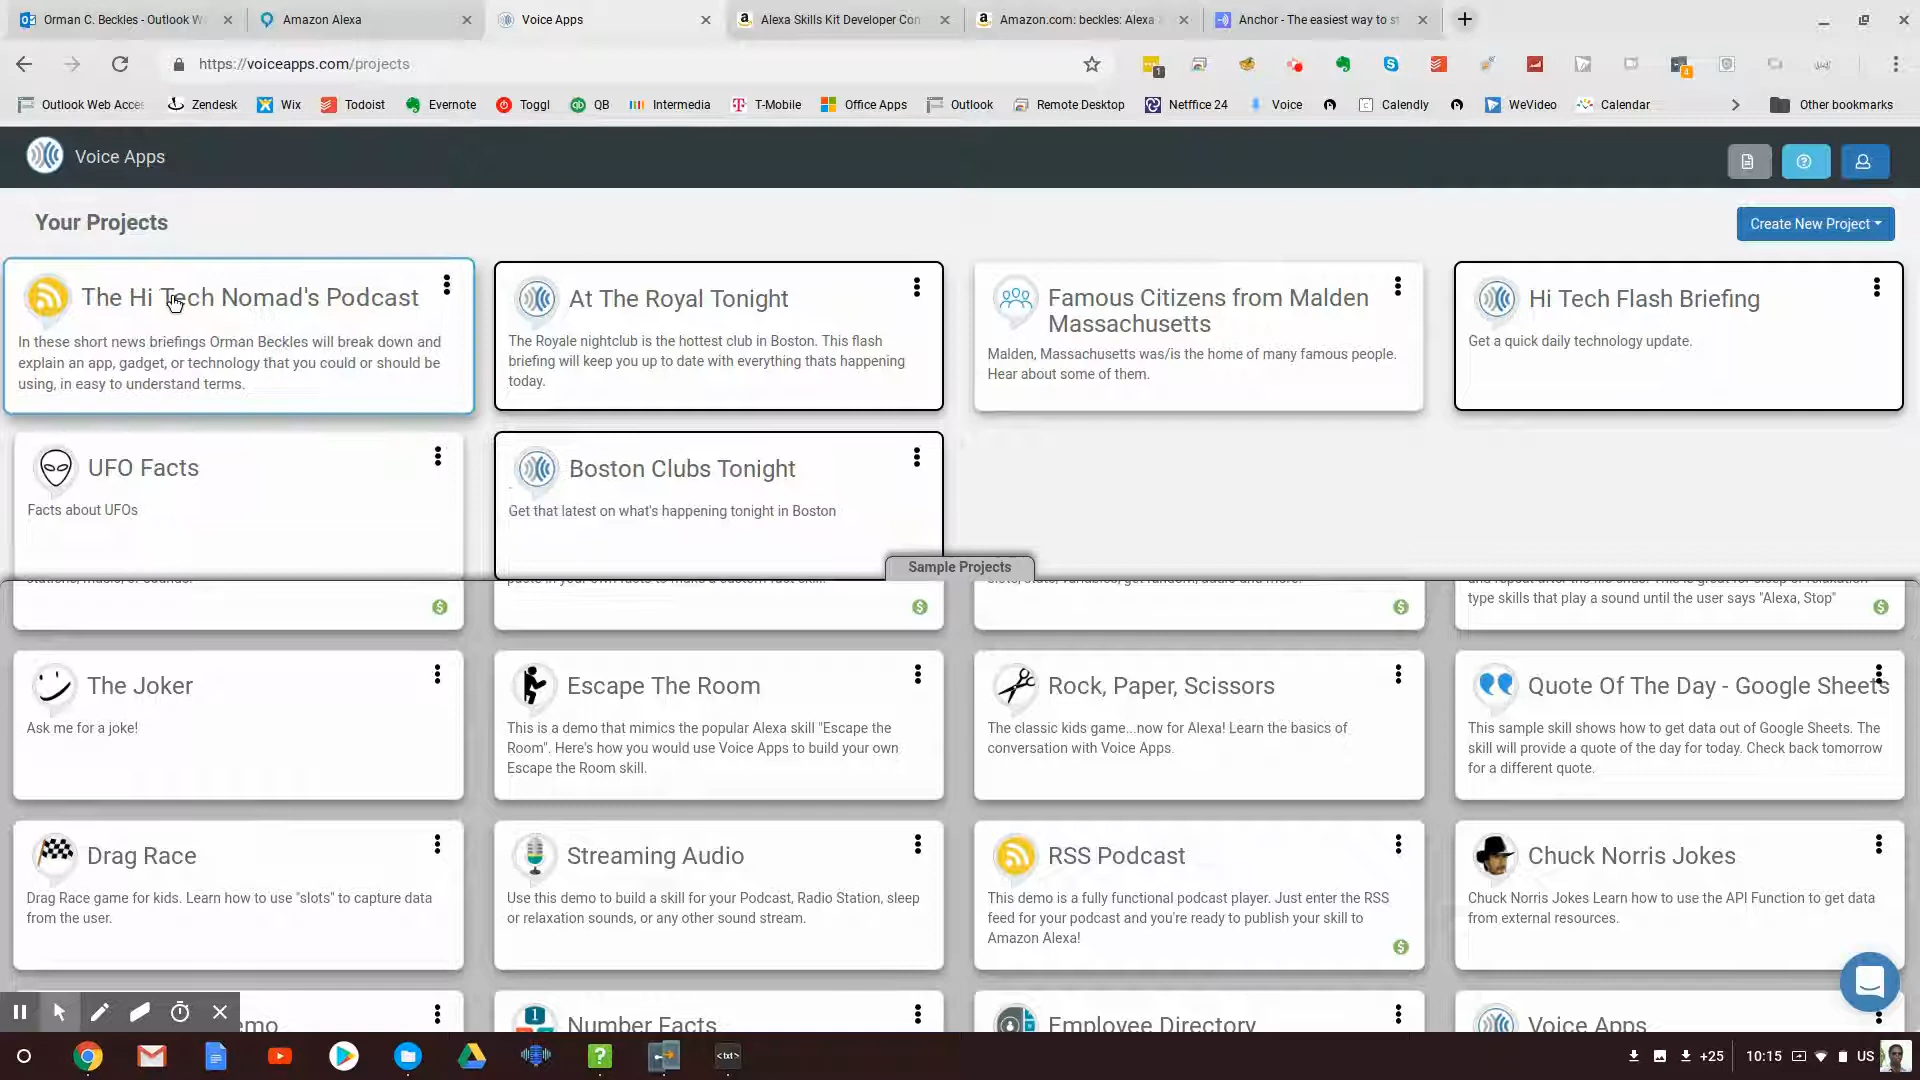 Orman C. Beckles - Outlook W
Amazon Alexa
Voice Apps
Alexa Skills Kit Developer Con
Amazon.com: beckles: Alexa
Anchor - The easiest way to st
https://voiceapps.com/projects
1
4
Outlook Web Acces
Zendesk
Wix
Todoist
Evernote
Toggl
QB
Intermedia
T-Mobile
Office Apps
Outlook
Remote Desktop
Netffice 24
Voice
Calendly
WeVideo
Calendar
Other bookmarks
Voice Apps
Your Projects
Create New Project
The Hi Tech Nomad's Podcast
In these short news briefings Orman Beckles will break down and
explain an app, gadget, or technology that you could or should be
using, in easy to understand terms.
At The Royal Tonight
The Royale nightclub is the hottest club in Boston. This flash
briefing will keep you up to date with everything thats happening
today.
Famous Citizens from Malden
Massachusetts
Malden, Massachusetts was/is the home of many famous people.
Hear about some of them.
Hi Tech Flash Briefing
Get a quick daily technology update.
UFO Facts
Facts about UFOs
Boston Clubs Tonight
Get that latest on what's happening tonight in Boston
Sample Projects
type skills that play a sound until the user says "Alexa, Stop"
The Joker
Ask me for a joke!
Escape The Room
This is a demo that mimics the popular Alexa skill "Escape the
Room". Here's how you would use Voice Apps to build your own
Escape the Room skill.
Rock, Paper, Scissors
The classic kids game...now for Alexa! Learn the basics of
conversation with Voice Apps.
Quote Of The Day - Google Sheets
This sample skill shows how to get data out of Google Sheets. The
skill will provide a quote of the day for today. Check back tomorrow
for a different quote.
Drag Race
Drag Race game for kids. Learn how to use "slots" to capture data
from the user.
Streaming Audio
Use this demo to build a skill for your Podcast, Radio Station, sleep
or relaxation sounds, or any other sound stream.
RSS Podcast
This demo is a fully functional podcast player. Just enter the RSS
feed for your podcast and you're ready to publish your skill to
Amazon Alexa!
Chuck Norris Jokes
Chuck Norris Jokes Learn how to use the API Function to get data
from external resources.
emo
Number Facts
Employee Directory
Voice Apps
<txt>
+25
10:15
US